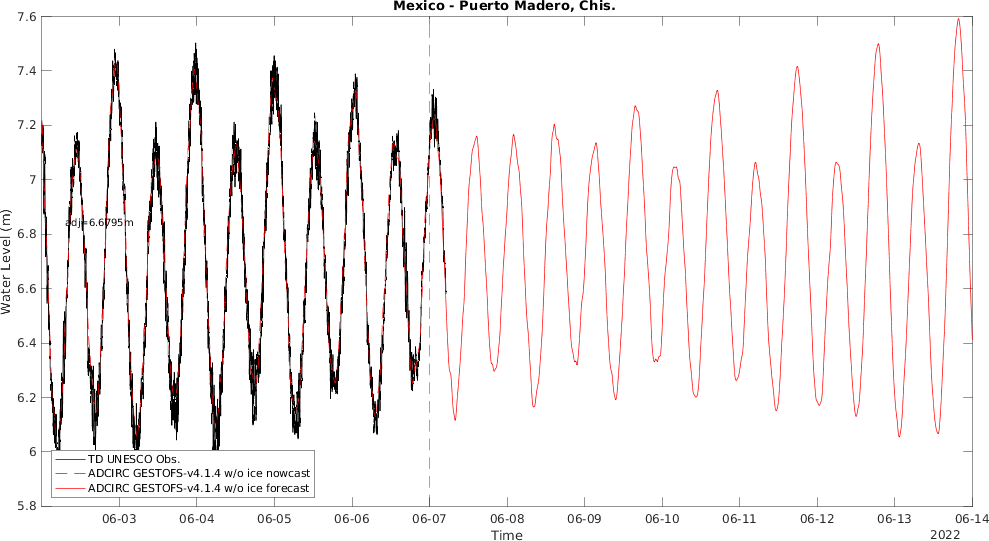 Mexico - Puerto Madero, Chis.
7.6
7.4
7.2
7
6.8
6.6
6.4
6.2
6
5.8
Water Level (m)
adj=6.6795m
TD UNESCO Obs.
ADCIRC GESTOFS-v4.1.4 w/o ice nowcast
ADCIRC GESTOFS-v4.1.4 w/o ice forecast
06-03 06-04 06-05 06-06 06-07 06-08 06-09 06-10 06-11 06-12 06-13 06-14
Time
2022